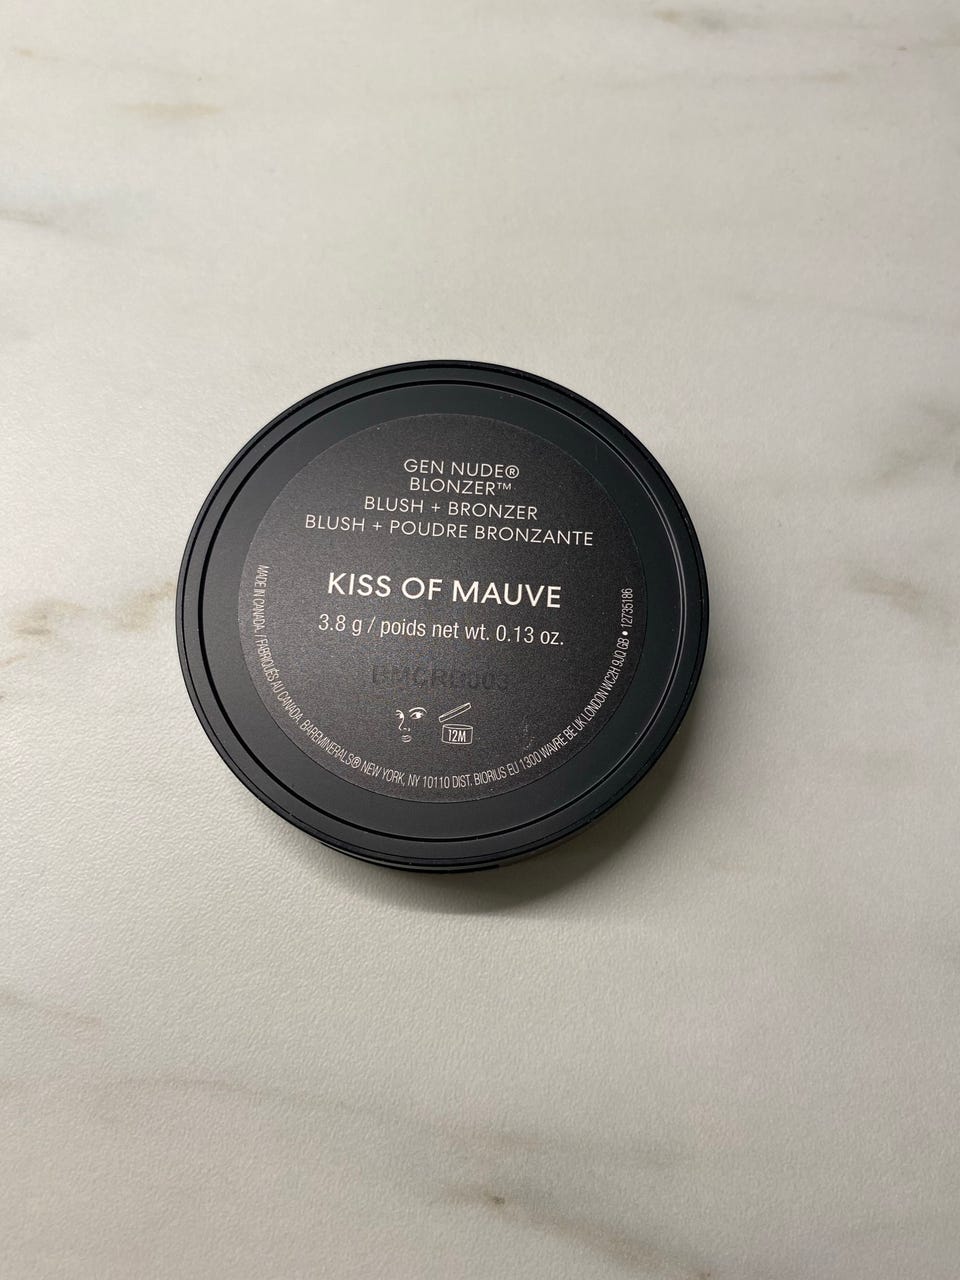 GEN NUDE®
BLONZER™
BLUSH + BRONZER
BLUSH + POUDRE BRONZANTE
KISS OF MAUVE
3.8 g / poids net wt. 0.13 oz.
12M
MADE IN CANADA. / FABRIQUÉS AU CANADA. BAREMINERALS® NEW YORK, NY 10110 DIST. BIORIUS EU 1300 WAVRE BE UK LONDON WC2H 9JQ GB • 12735186